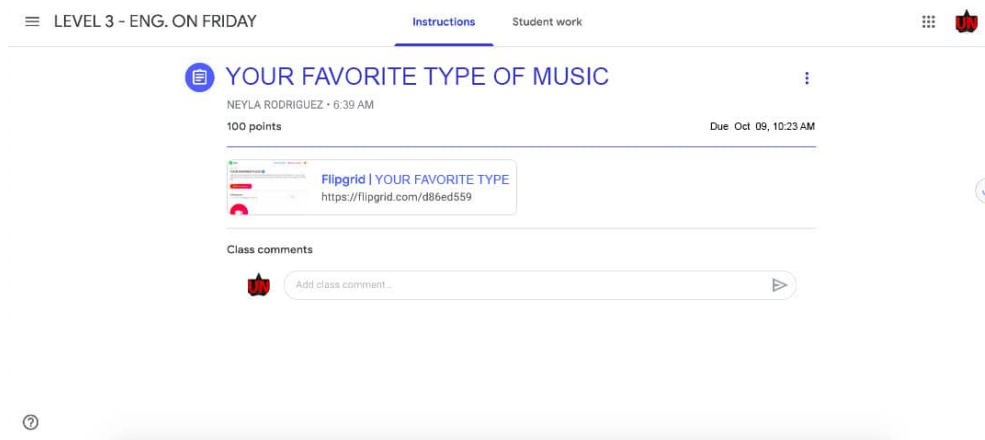 LEVEL 3 - ENG. ON FRIDAY
Instructions
Student work
UN
YOUR FAVORITE TYPE OF MUSIC
NEYLA RODRIGUEZ • 6:39 AM
100 points
Due Oct 09, 10:23 AM
Flipgrid | YOUR FAVORITE TYPE
https://flipgrid.com/d86ed559
Class comments
UN
Add class comment...